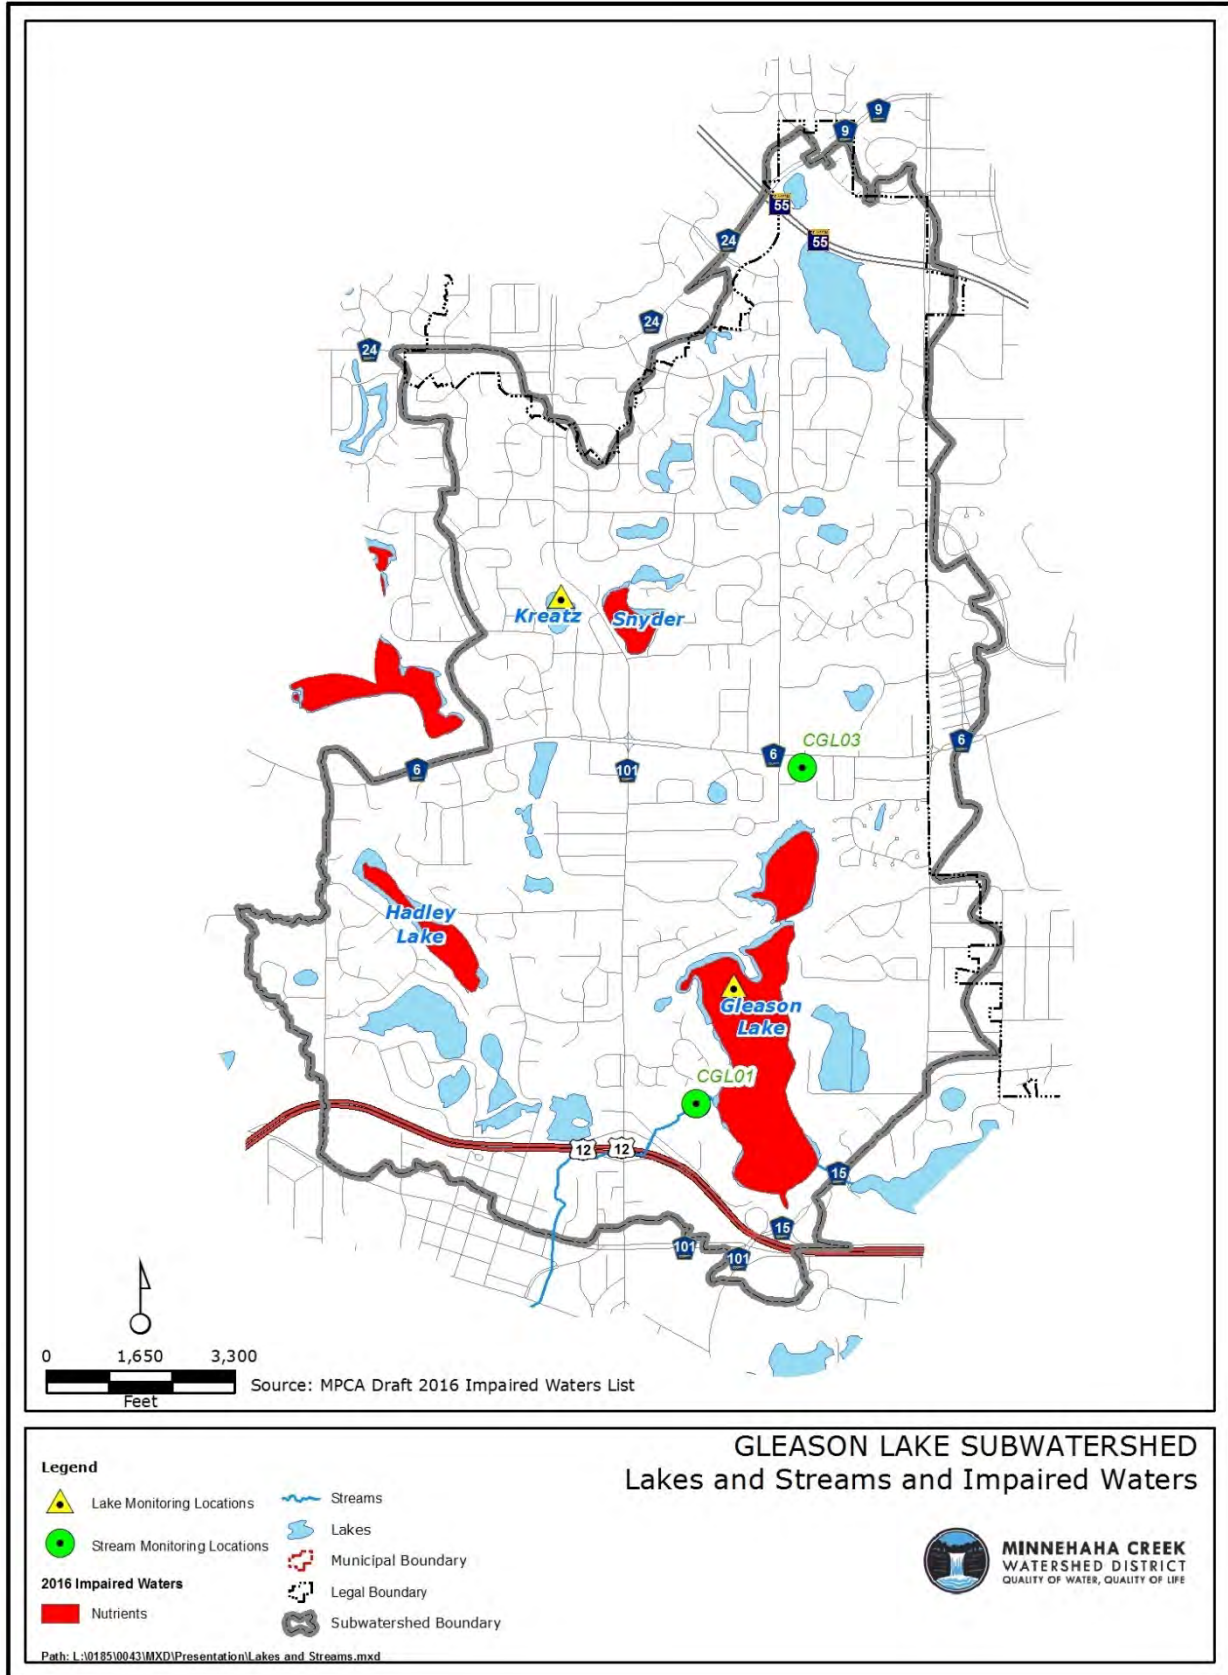 9
9
55
24
55
24
24
Kreatz
Snyder
CGL03
6
6
6
101
Hadley
Lake
Gleason
Lake
CGL01
12
12
15
15
101
101
0 1,650 3,300
Feet
Source: MPCA Draft 2016 Impaired Waters List
GLEASON LAKE SUBWATERSHED
Lakes and Streams and Impaired Waters
Legend
Lake Monitoring Locations
Stream Monitoring Locations
2016 Impaired Waters
Nutrients
Streams
Lakes
Municipal Boundary
Legal Boundary
Subwatershed Boundary
MINNEHAHA CREEK
WATERSHED DISTRICT
QUALITY OF WATER, QUALITY OF LIFE
Path: L:\0185\0043\MXD\Presentation\Lakes and Streams.mxd